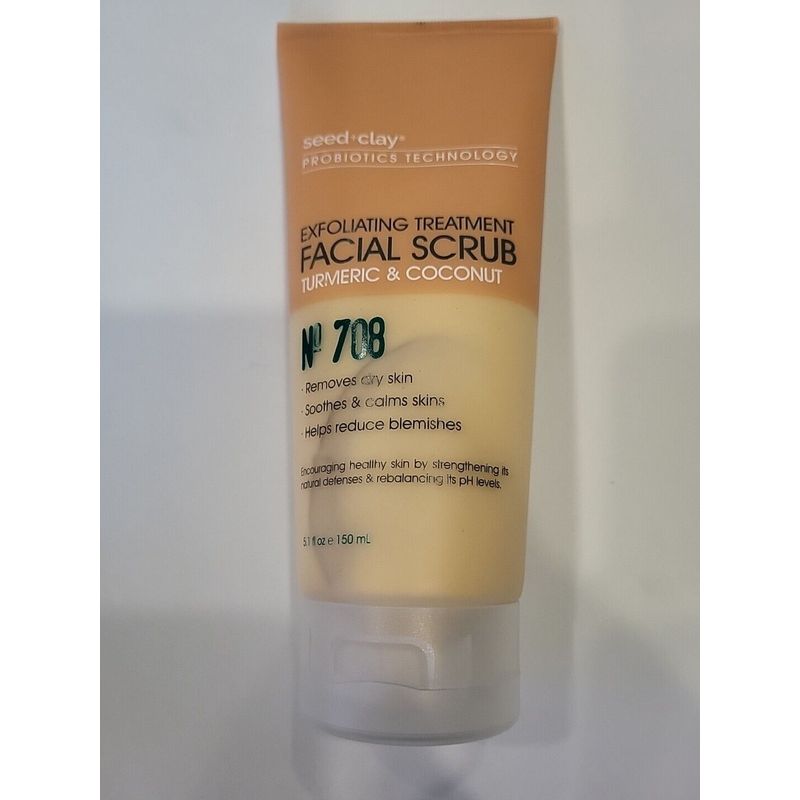 seed+clay®
PROBIOTICS TECHNOLOGY
EXFOLIATING TREATMENT
FACIAL SCRUB
TURMERIC & COCONUT
Nº 708
· Removes dry skin
· Soothes & calms skins
· Helps reduce blemishes
Encouraging healthy skin by strengthening its
natural defenses & rebalancing its pH levels.
5.1 fl oz e 150 mL